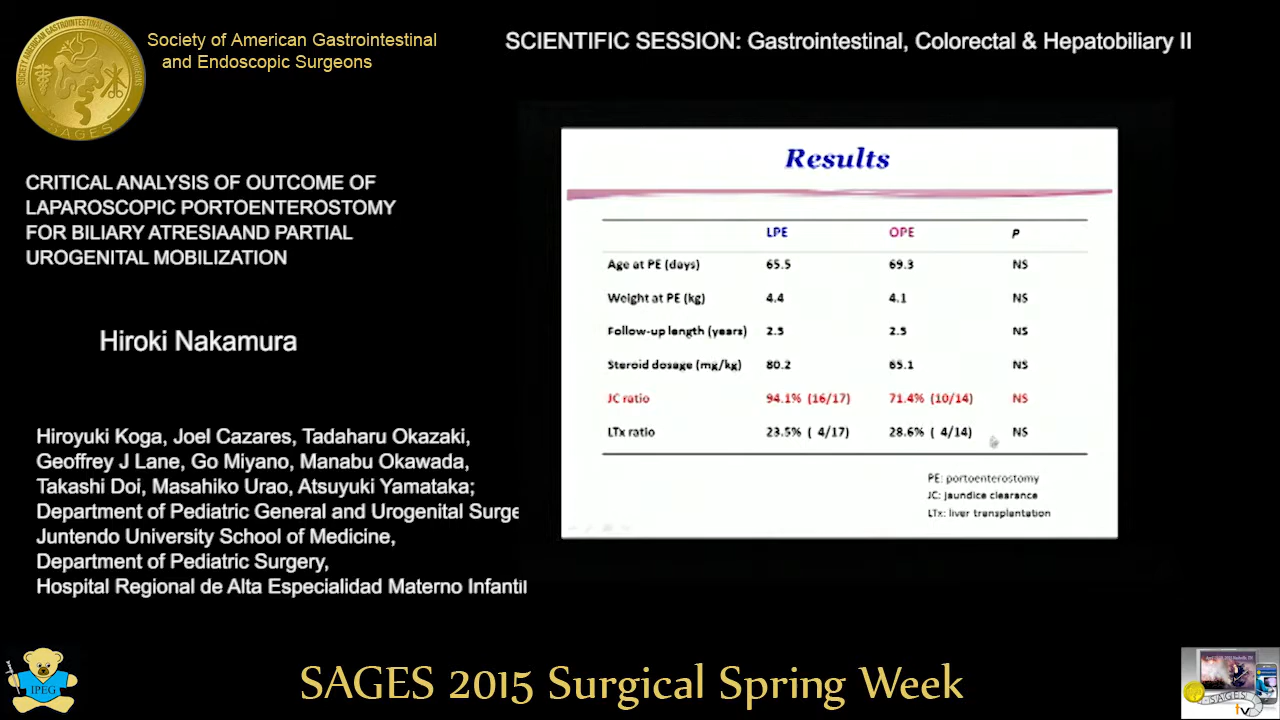 Society of American Gastrointestinal
and Endoscopic Surgeons
SCIENTIFIC SESSION: Gastrointestinal, Colorectal & Hepatobiliary II
CRITICAL ANALYSIS OF OUTCOME OF
LAPAROSCOPIC PORTOENTEROSTOMY
FOR BILIARY ATRESIAAND PARTIAL
UROGENITAL MOBILIZATION
Hiroki Nakamura
Hiroyuki Koga, Joel Cazares, Tadaharu Okazaki,
Geoffrey J Lane, Go Miyano, Manabu Okawada,
Takashi Doi, Masahiko Urao, Atsuyuki Yamataka;
Department of Pediatric General and Urogenital Surge
Juntendo University School of Medicine,
Department of Pediatric Surgery,
Hospital Regional de Alta Especialidad Materno Infantil
Results
LPE OPE P
Age at PE (days) 65.5 69.3 NS
Weight at PE (kg) 4.4 4.1 NS
Follow-up length (years) 2.5 2.5 NS
Steroid dosage (mg/kg) 80.2 65.1 NS
JC ratio 94.1% (16/17) 71.4% (10/14) NS
LTx ratio 23.5% ( 4/17) 28.6% ( 4/14) NS
PE: portoenterostomy
JC: jaundice clearance
LTx: liver transplantation
IPEG
SAGES 2015 Surgical Spring Week
SAGES
tv
SAGES